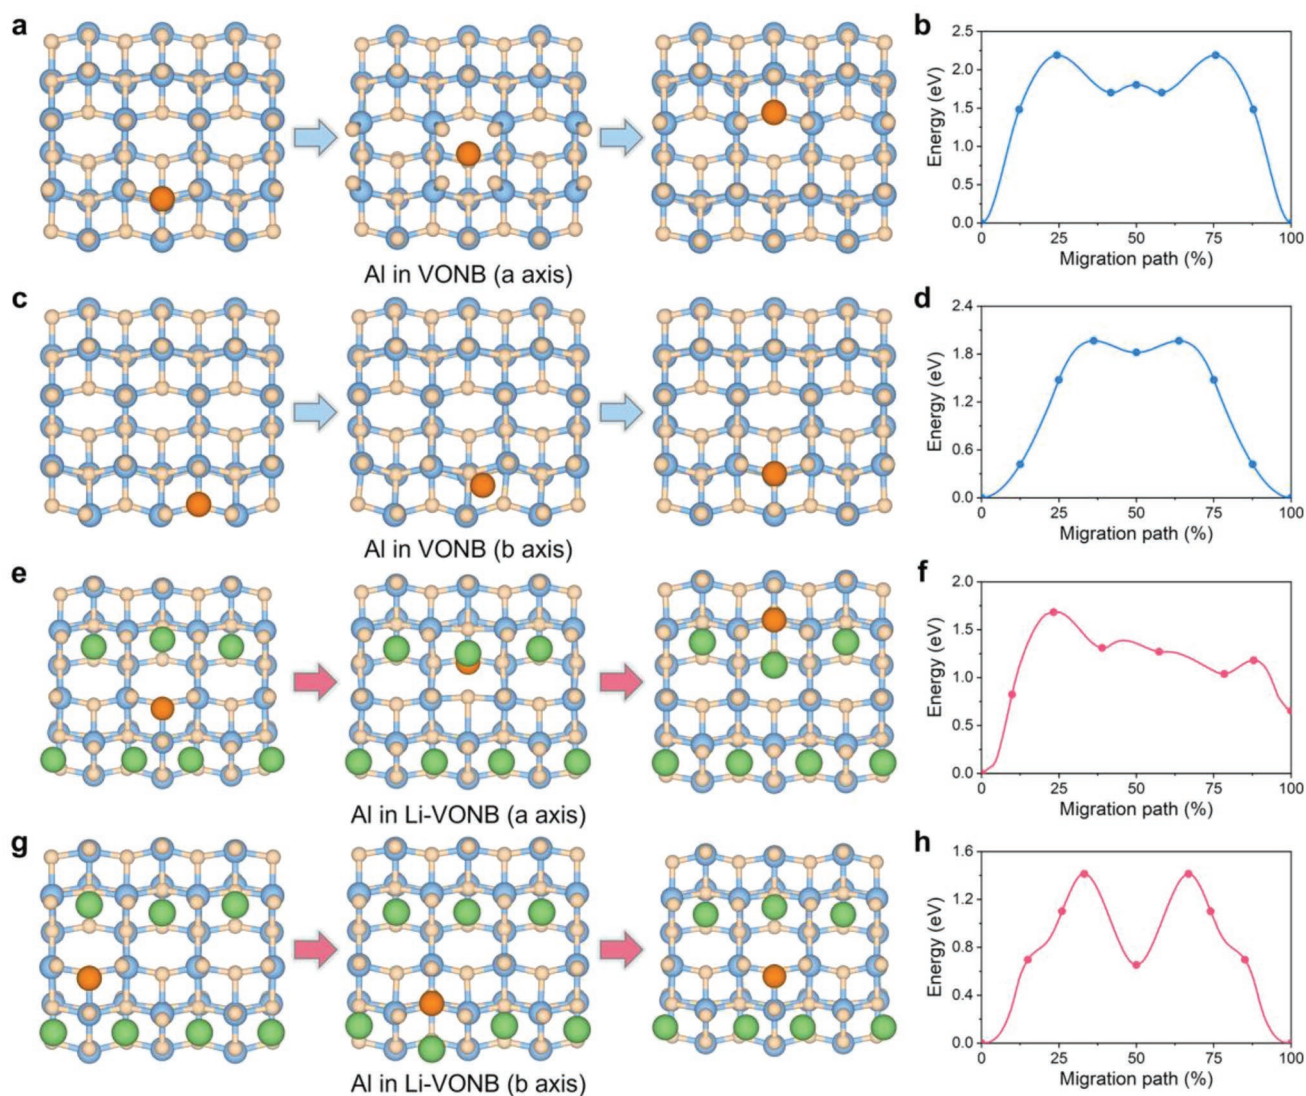 a
b
2.5
2.0
1.5
1.0
0.5
0.0
Energy (eV)
0 25 50 75 100
Migration path (%)
Al in VONB (a axis)
c
d
2.4
1.8
1.2
0.6
0.0
Energy (eV)
0 25 50 75 100
Migration path (%)
Al in VONB (b axis)
e
f
2.0
1.5
1.0
0.5
0.0
Energy (eV)
0 25 50 75 100
Migration path (%)
Al in Li-VONB (a axis)
g
h
1.6
1.2
0.8
0.4
0.0
Energy (eV)
0 25 50 75 100
Migration path (%)
Al in Li-VONB (b axis)